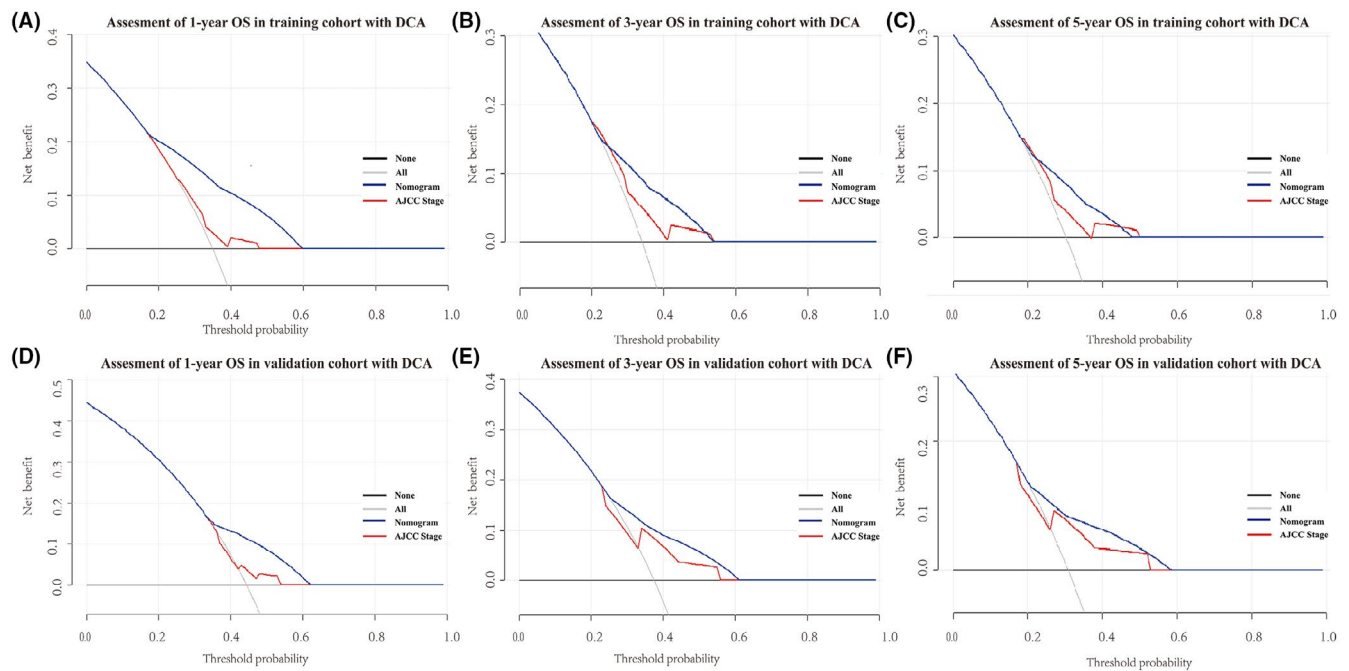 (A) Assesment of 1-year OS in training cohort with DCA
0.4
0.3
0.2
0.1
0.0
Net benefit
None
All
Nomogram
AJCC Stage
0.0 0.2 0.4 0.6 0.8 1.0
Threshold probability
(B) Assesment of 3-year OS in training cohort with DCA
0.3
0.2
0.1
0.0
Net benefit
None
All
Nomogram
AJCC Stage
0.0 0.2 0.4 0.6 0.8 1.0
Threshold probability
(C) Assesment of 5-year OS in training cohort with DCA
0.3
0.2
0.1
0.0
Net benefit
None
All
Nomogram
AJCC Stage
0.0 0.2 0.4 0.6 0.8 1.0
Threshold probability
(D) Assesment of 1-year OS in validation cohort with DCA
0.5
0.4
0.3
0.2
0.1
0.0
Net benefit
None
All
Nomogram
AJCC Stage
0.0 0.2 0.4 0.6 0.8 1.0
Threshold probability
(E) Assesment of 3-year OS in validation cohort with DCA
0.4
0.3
0.2
0.1
0.0
Net benefit
None
All
Nomogram
AJCC Stage
0.0 0.2 0.4 0.6 0.8 1.0
Threshold probability
(F) Assesment of 5-year OS in validation cohort with DCA
0.3
0.2
0.1
0.0
Net benefit
None
All
Nomogram
AJCC Stage
0.0 0.2 0.4 0.6 0.8 1.0
Threshold probability